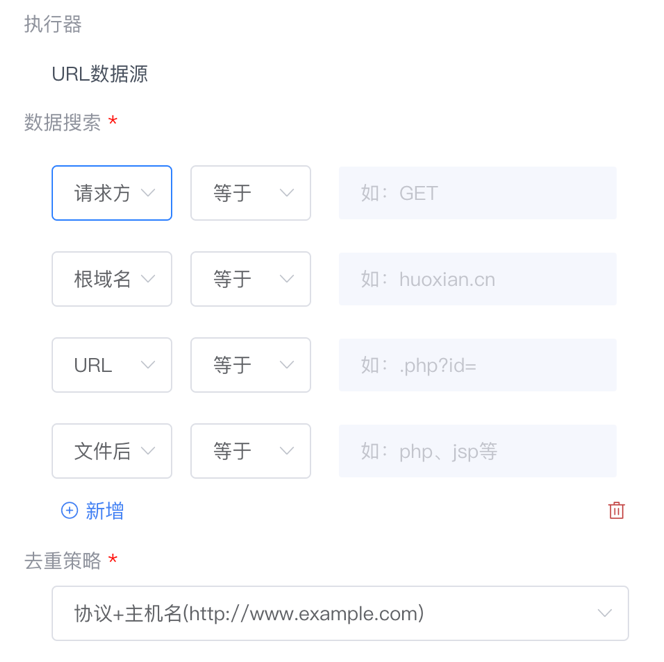 执行器
URL数据源
数据搜索 *
请求方 等于 如：GET
根域名 等于 如：huoxian.cn
URL 等于 如：.php?id=
文件后 等于 如：php、jsp等
新增
去重策略 *
协议+主机名(http://www.example.com)